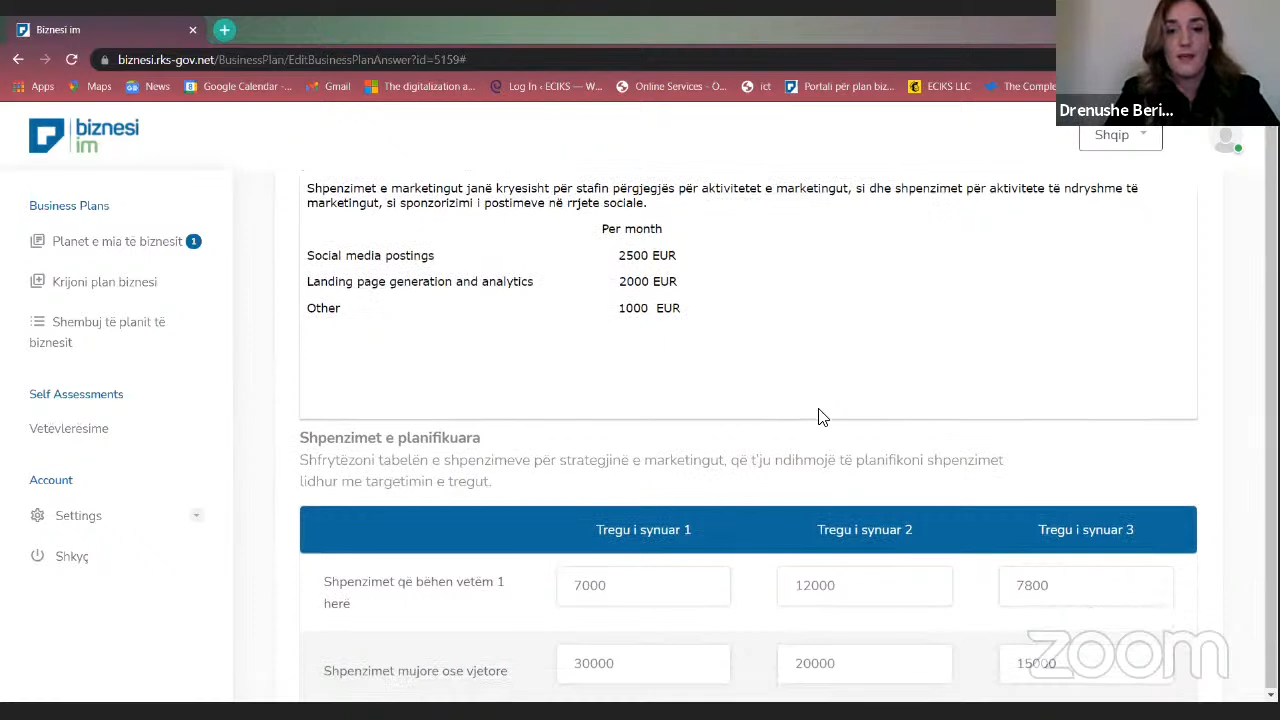 Biznesi im
biznesi.rks-gov.net/BusinessPlan/EditBusinessPlanAnswer?id=5159#
Apps Maps News Google Calendar -... Gmail The digitalization a... Log In ‹ ECIKS — W... Online Services - O... ict Portali për plan biz... ECIKS LLC The Comple
Drenushe Beri...
biznesi
im
Shqip
Business Plans
Planet e mia të biznesit 1
Krijoni plan biznesi
Shembuj të planit të
biznesit
Self Assessments
Vetëvlerësime
Account
Settings
Shkyç
Shpenzimet e marketingut janë kryesisht për stafin përgjegjës për aktivitetet e marketingut, si dhe shpenzimet për aktivitete të ndryshme të
marketingut, si sponzorizimi i postimeve në rrjete sociale.
Per month
Social media postings 2500 EUR
Landing page generation and analytics 2000 EUR
Other 1000 EUR
Shpenzimet e planifikuara
Shfrytëzoni tabelën e shpenzimeve për strategjinë e marketingut, që t'ju ndihmojë të planifikoni shpenzimet
lidhur me targetimin e tregut.
Tregu i synuar 1 Tregu i synuar 2 Tregu i synuar 3
Shpenzimet që bëhen vetëm 1
herë
7000 12000 7800
Shpenzimet mujore ose vjetore 30000 20000 15000
zoom